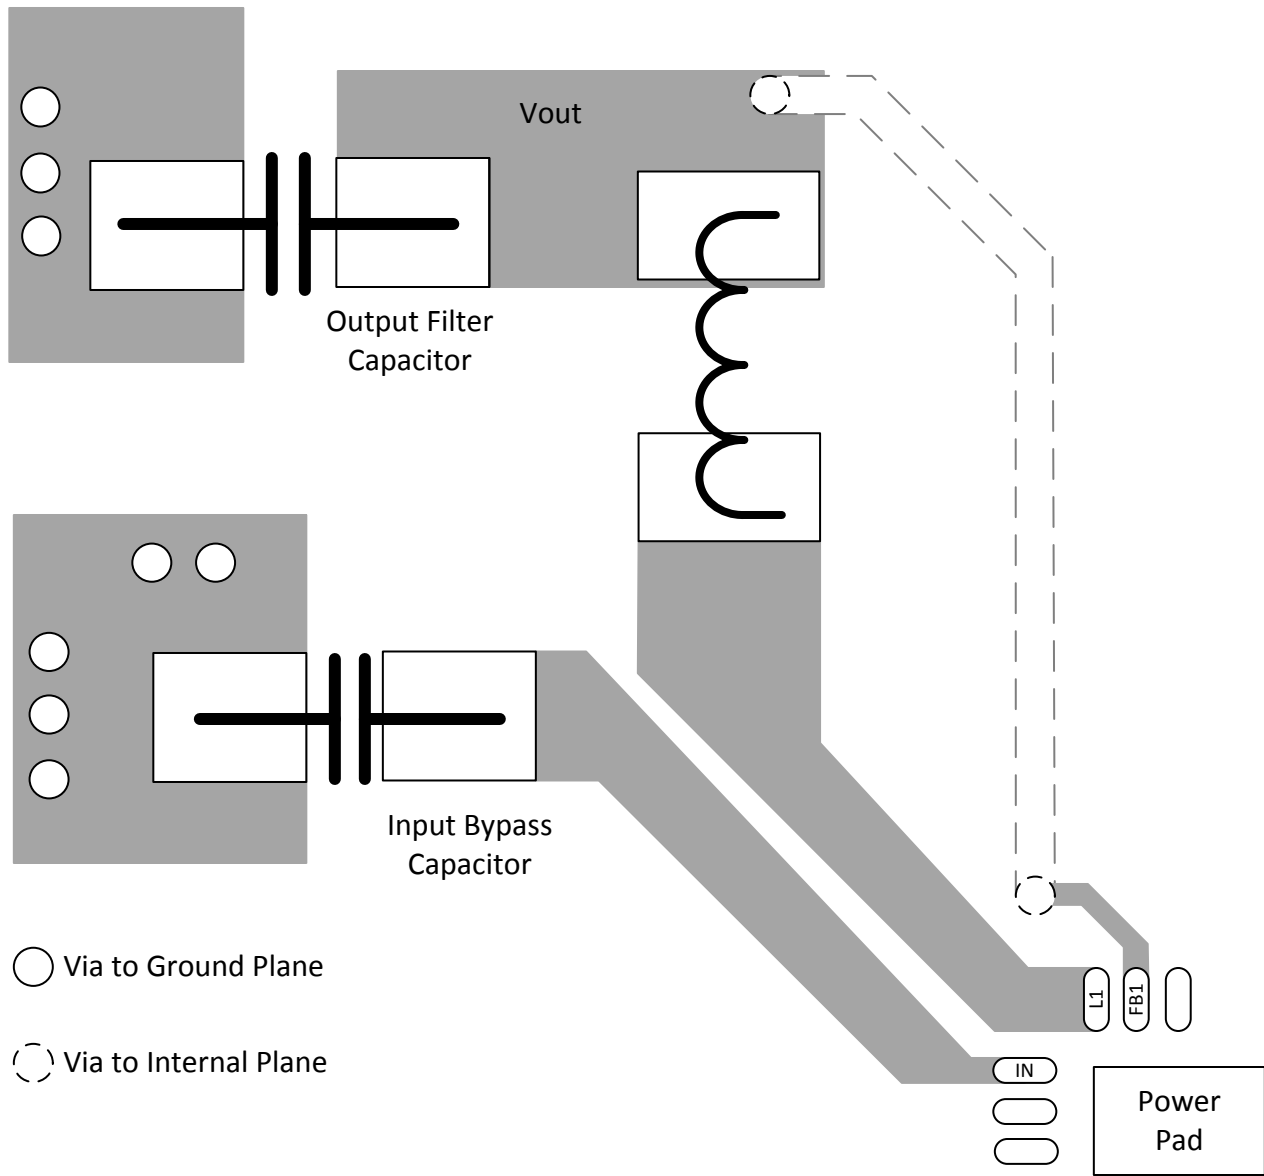 Vout
Output Filter
Capacitor
Input Bypass
Capacitor
Via to Ground Plane
L1
FB1
Via to Internal Plane
IN
Power
Pad